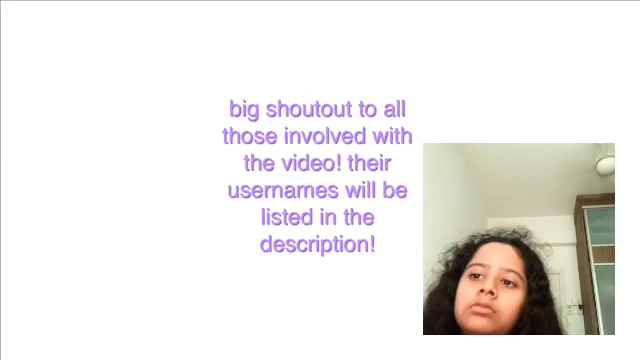 big shoutout to all
those involved with
the video! their
usernames will be
listed in the
description!